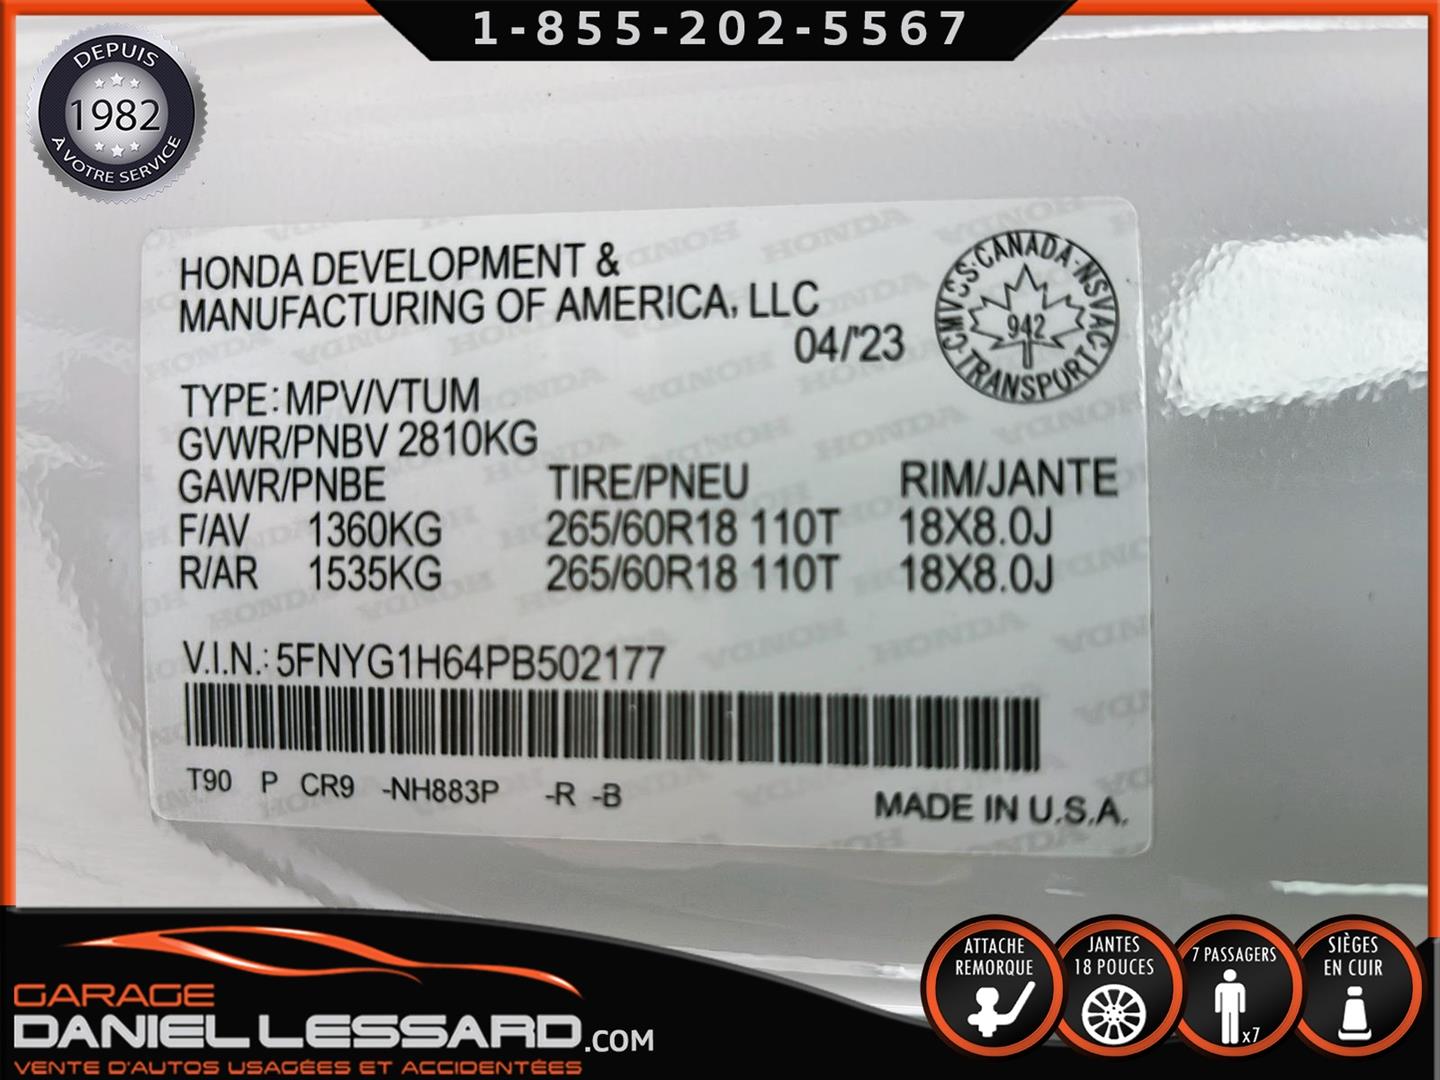 1-855-202-5567
DEPUIS
1982
À VOTRE SERVICE
HONDA DEVELOPMENT &
MANUFACTURING OF AMERICA, LLC
04/'23
CMVSS·CANADA·NSVAC
942
TRANSPORT
TYPE: MPV/VTUM
GVWR/PNBV 2810KG
GAWR/PNBE TIRE/PNEU RIM/JANTE
F/AV 1360KG 265/60R18 110T 18X8.0J
R/AR 1535KG 265/60R18 110T 18X8.0J
V.I.N.: 5FNYG1H64PB502177
T90 P CR9 -NH883P -R -B
MADE IN U.S.A.
GARAGE
DANIEL LESSARD.COM
VENTE D'AUTOS USAGÉES ET ACCIDENTÉES
ATTACHE
REMORQUE
JANTES
18 POUCES
7 PASSAGERS
x7
SIÈGES
EN CUIR